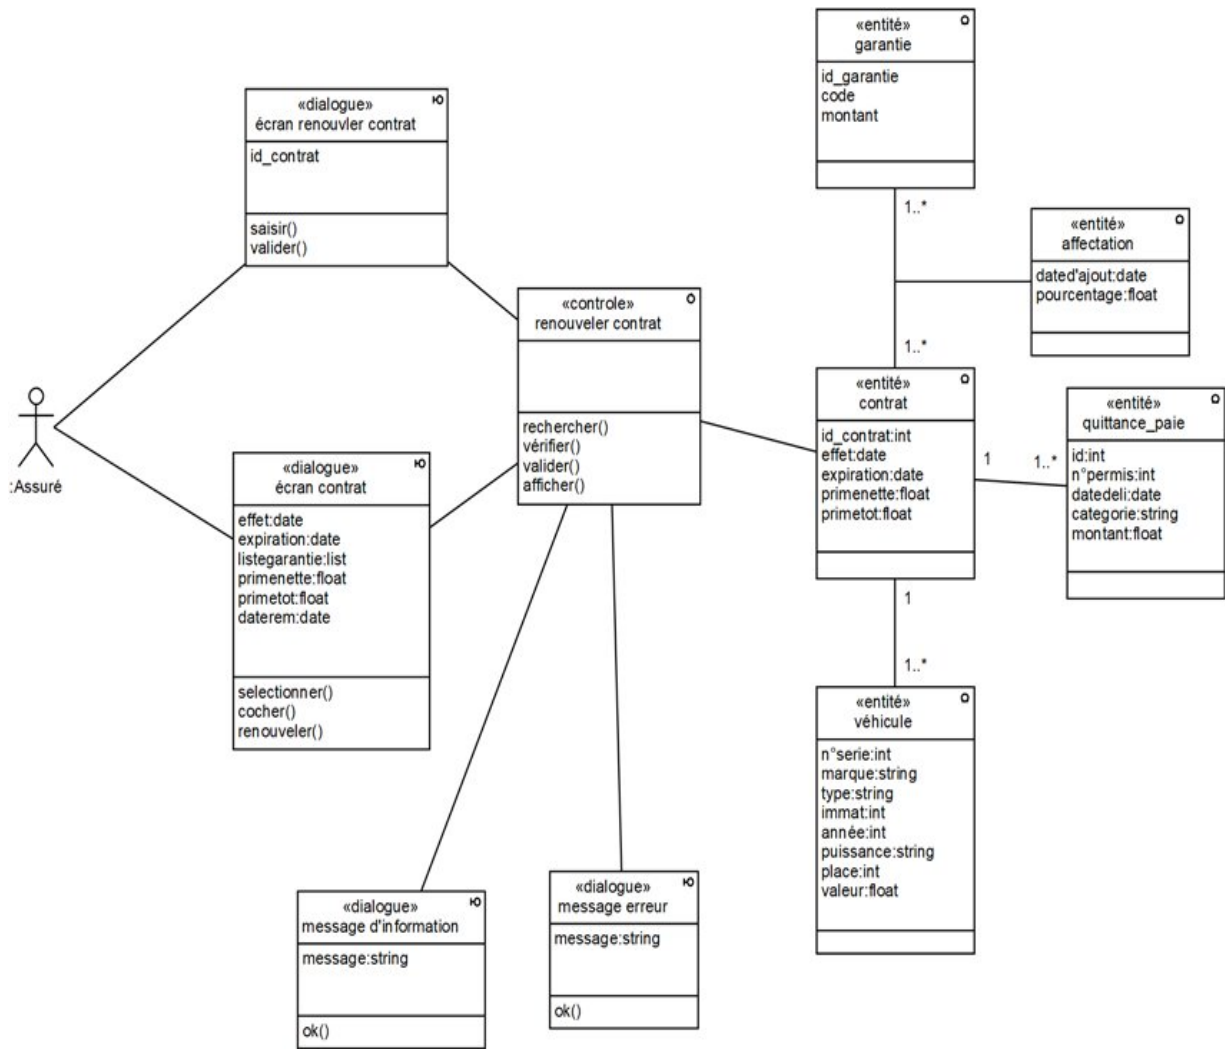 «entité»
garantie
id_garantie
code
montant
1..*
«dialogue»
écran renouvler contrat
id_contrat
saisir()
valider()
«entité»
affectation
dated'ajout:date
pourcentage:float
«controle»
renouveler contrat
rechercher()
vérifier()
valider()
afficher()
1..*
«entité»
contrat
id_contrat:int
effet:date
expiration:date
primenette:float
primetot:float
1
1..*
«entité»
quittance_paie
id:int
n°permis:int
datedeli:date
categorie:string
montant:float
:Assuré
«dialogue»
écran contrat
effet:date
expiration:date
listegarantie:list
primenette:float
primetot:float
daterem:date
selectionner()
cocher()
renouveler()
1
1..*
«entité»
véhicule
n°serie:int
marque:string
type:string
immat:int
année:int
puissance:string
place:int
valeur:float
«dialogue»
message d'information
message:string
ok()
«dialogue»
message erreur
message:string
ok()